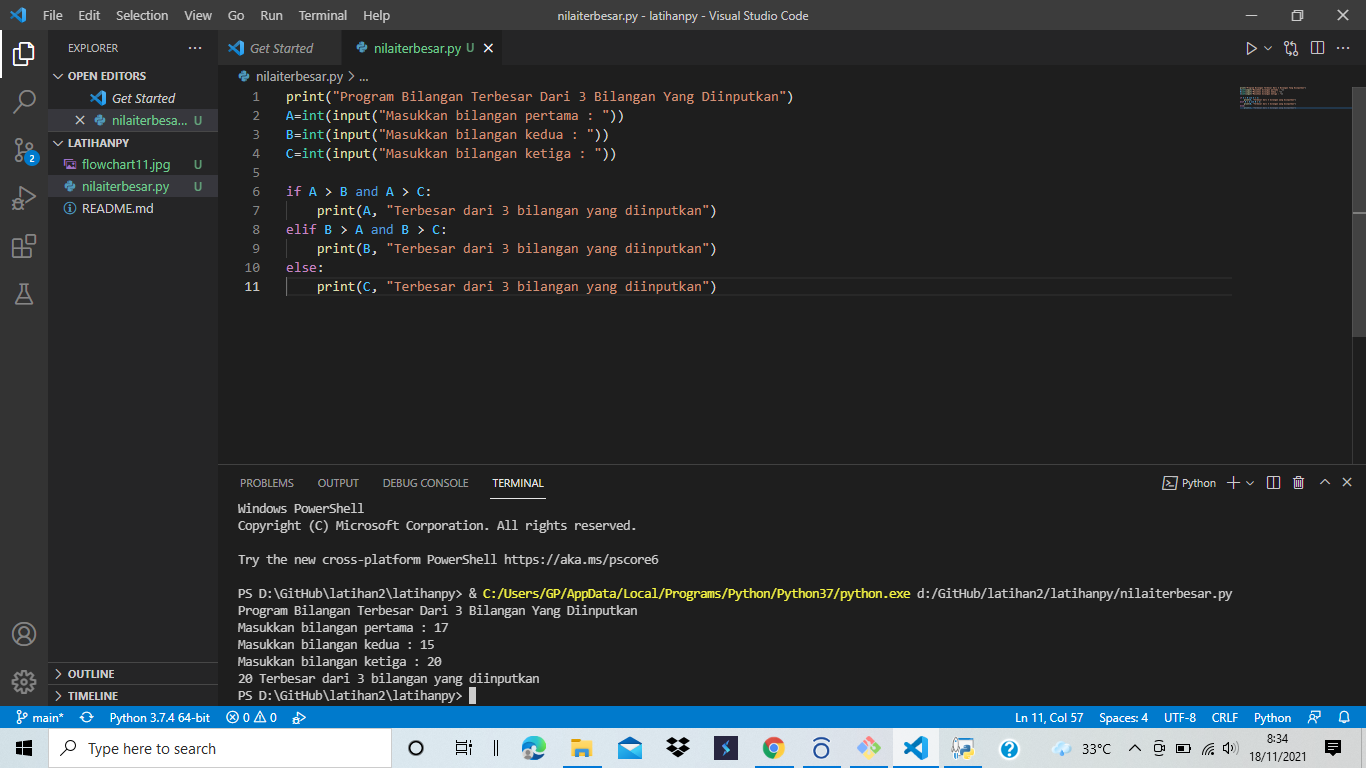 File Edit Selection View Go Run Terminal Help
nilaiterbesar.py - latihanpy - Visual Studio Code
EXPLORER
OPEN EDITORS
Get Started
nilaiterbesa... U
LATIHANPY
flowchart11.jpg U
nilaiterbesar.py U
README.md
OUTLINE
TIMELINE
2
Get Started
nilaiterbesar.py U
nilaiterbesar.py > ...
1 print("Program Bilangan Terbesar Dari 3 Bilangan Yang Diinputkan")
2 A=int(input("Masukkan bilangan pertama : "))
3 B=int(input("Masukkan bilangan kedua : "))
4 C=int(input("Masukkan bilangan ketiga : "))
5
6 if A > B and A > C:
7     print(A, "Terbesar dari 3 bilangan yang diinputkan")
8 elif B > A and B > C:
9     print(B, "Terbesar dari 3 bilangan yang diinputkan")
10 else:
11     print(C, "Terbesar dari 3 bilangan yang diinputkan")
PROBLEMS OUTPUT DEBUG CONSOLE TERMINAL
Python
Windows PowerShell
Copyright (C) Microsoft Corporation. All rights reserved.
Try the new cross-platform PowerShell https://aka.ms/pscore6
PS D:\GitHub\latihan2\latihanpy> & C:/Users/GP/AppData/Local/Programs/Python/Python37/python.exe d:/GitHub/latihan2/latihanpy/nilaiterbesar.py
Program Bilangan Terbesar Dari 3 Bilangan Yang Diinputkan
Masukkan bilangan pertama : 17
Masukkan bilangan kedua : 15
Masukkan bilangan ketiga : 20
20 Terbesar dari 3 bilangan yang diinputkan
PS D:\GitHub\latihan2\latihanpy>
main* Python 3.7.4 64-bit 0 0
Ln 11, Col 57 Spaces: 4 UTF-8 CRLF Python
Type here to search
33°C
8:34
18/11/2021